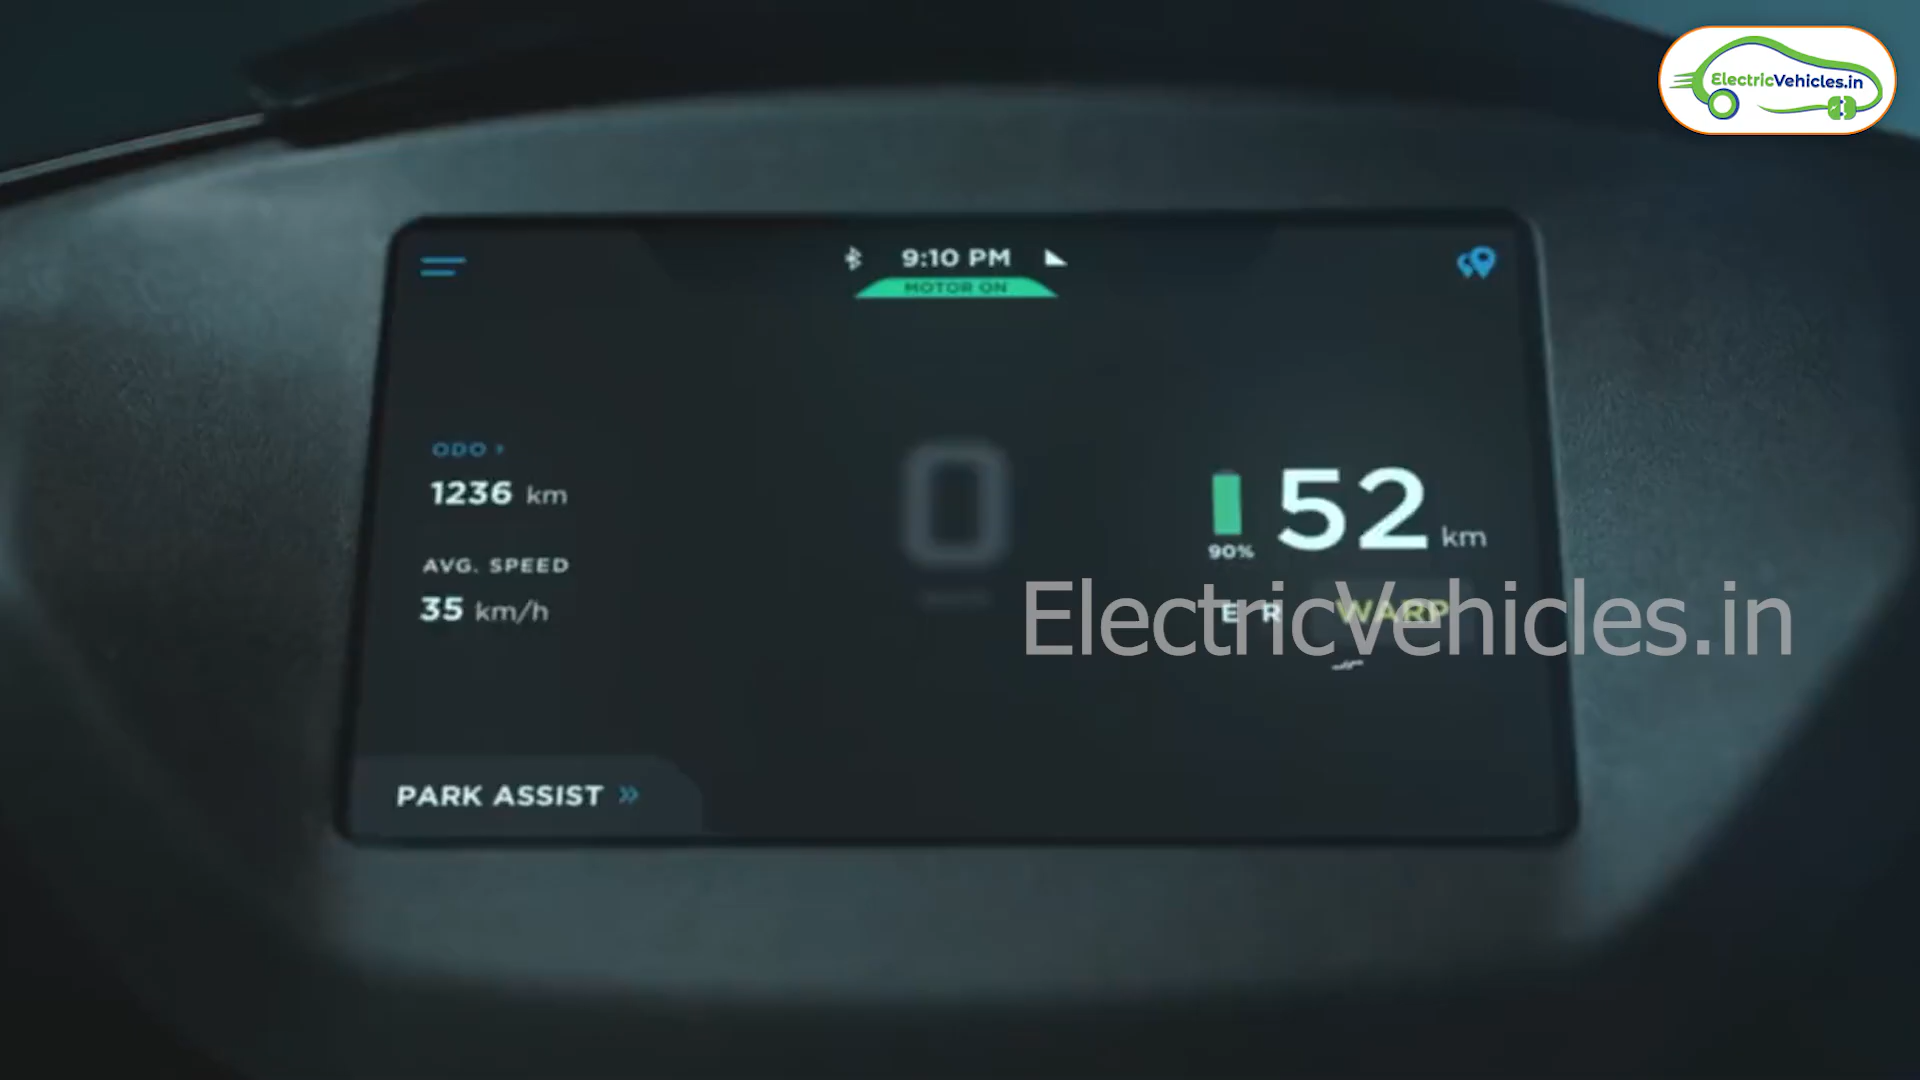 ElectricVehicles.in
9:10 PM
MOTOR ON
ODO
1236 km
AVG. SPEED
35 km/h
0
90%
52 km
E R WARP
ElectricVehicles.in
PARK ASSIST »